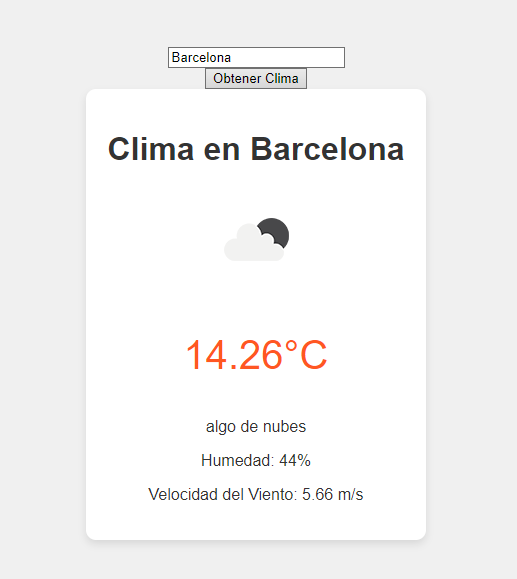 Barcelona
Obtener Clima
Clima en Barcelona
14.26°C
algo de nubes
Humedad: 44%
Velocidad del Viento: 5.66 m/s